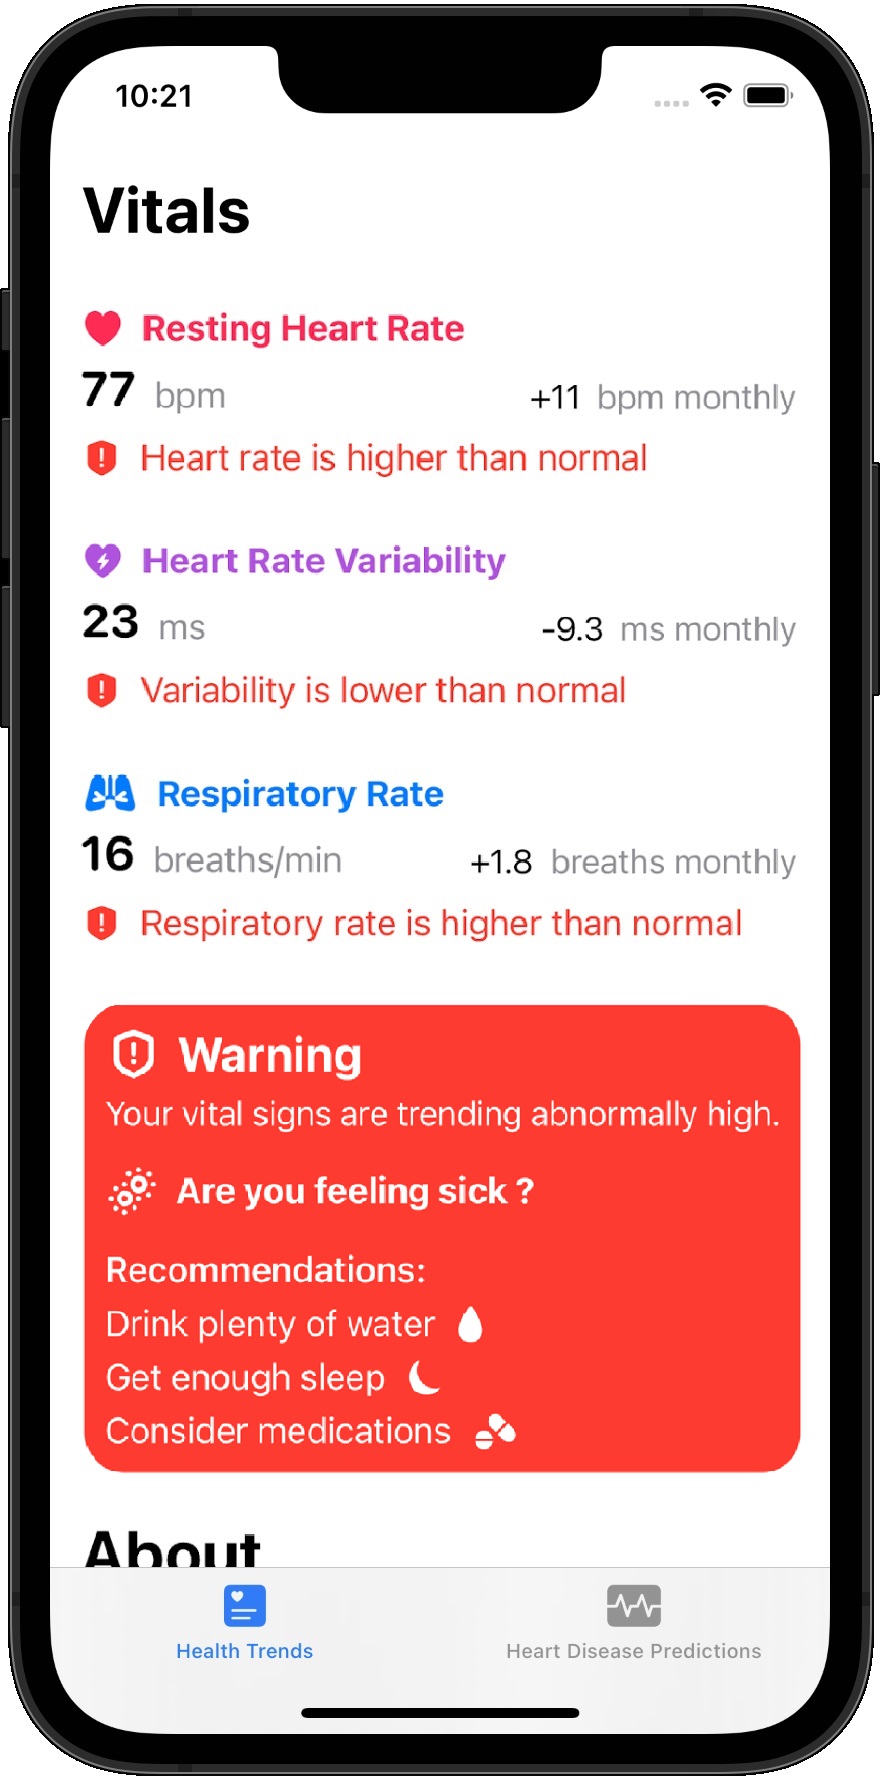 10:21
Vitals
Resting Heart Rate
77 bpm +11 bpm monthly
Heart rate is higher than normal
Heart Rate Variability
23 ms -9.3 ms monthly
Variability is lower than normal
Respiratory Rate
16 breaths/min +1.8 breaths monthly
Respiratory rate is higher than normal
Warning
Your vital signs are trending abnormally high.
Are you feeling sick ?
Recommendations:
Drink plenty of water
Get enough sleep
Consider medications
About
Health Trends Heart Disease Predictions